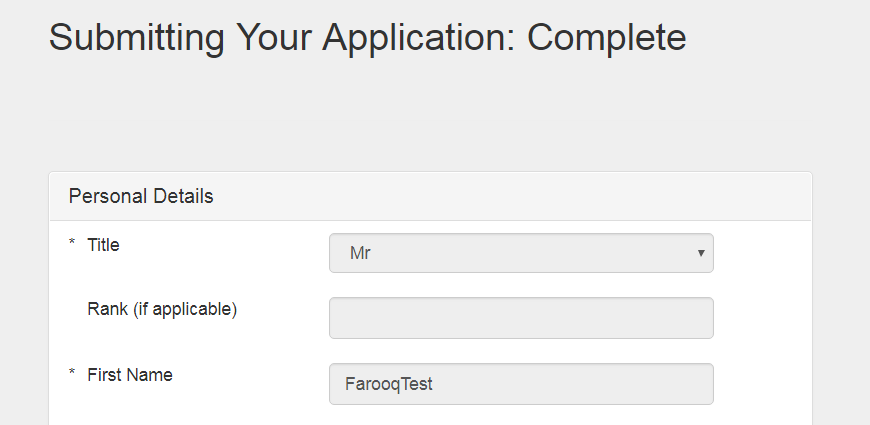 Submitting Your Application: Complete
Personal Details
* Title
Mr
Rank (if applicable)
* First Name
FarooqTest